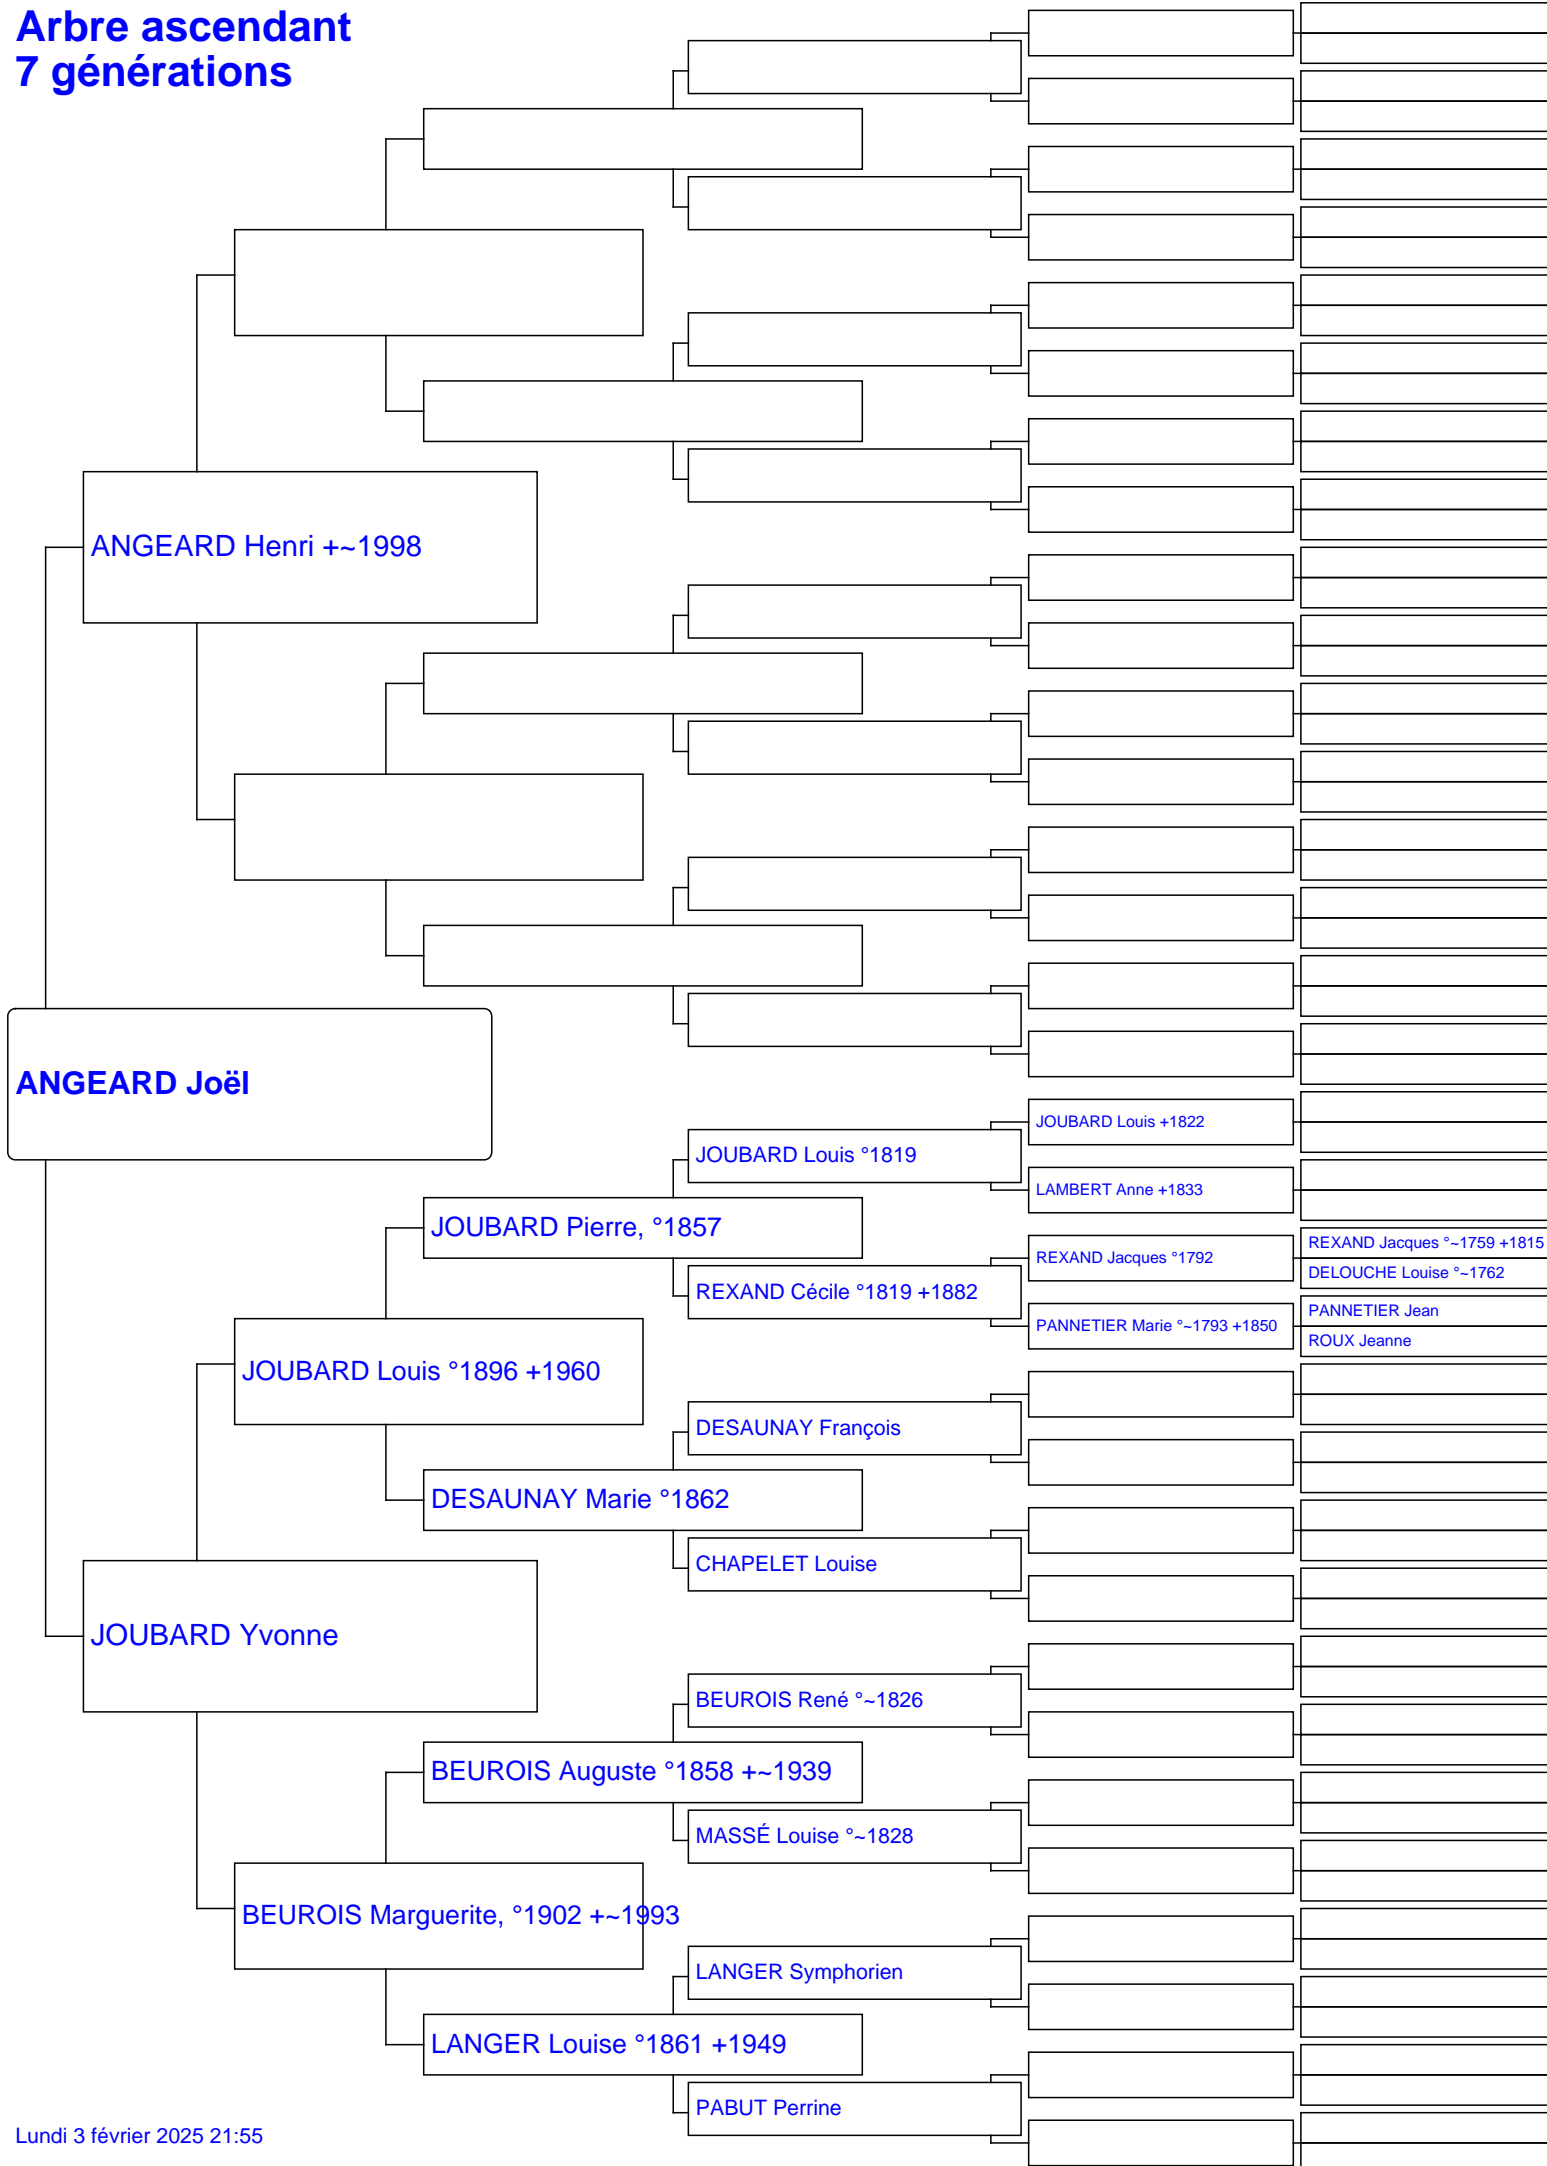 Arbre ascendant
7 générations
ANGEARD Henri +~1998
ANGEARD Joël
JOUBARD Louis +1822
JOUBARD Louis °1819
LAMBERT Anne +1833
JOUBARD Pierre, °1857
REXAND Jacques °~1759 +1815
REXAND Jacques °1792
DELOUCHE Louise °~1762
REXAND Cécile °1819 +1882
PANNETIER Jean
PANNETIER Marie °~1793 +1850
ROUX Jeanne
JOUBARD Louis °1896 +1960
DESAUNAY François
DESAUNAY Marie °1862
CHAPELET Louise
JOUBARD Yvonne
BEUROIS René °~1826
BEUROIS Auguste °1858 +~1939
MASSÉ Louise °~1828
BEUROIS Marguerite, °1902 +~1993
LANGER Symphorien
LANGER Louise °1861 +1949
PABUT Perrine
Lundi 3 février 2025 21:55